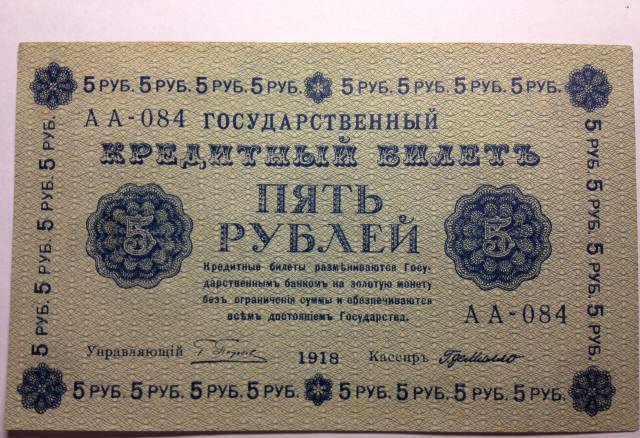 5 РУБ. 5 РУБ. 5 РУБ. 5 РУБ. 5 РУБ. 5 РУБ. 5 РУБ. 5 РУБ.
АА-084 ГОСУДАРСТВЕННЫЙ
КРЕДИТНЫЙ БИЛЕТЪ
5 ПЯТЬ 5
РУБЛЕЙ
Кредитные билеты размѣниваются Госу-
дарственнымъ банкомъ на золотую монету
безъ ограниченія суммы и обезпечиваются
всѣмъ достояніемъ Государства.
АА-084
Управляющій 1918 Кассиръ
5 РУБ. 5 РУБ. 5 РУБ. 5 РУБ. 5 РУБ. 5 РУБ. 5 РУБ. 5 РУБ.
5 РУБ. 5 РУБ. 5 РУБ. 5 РУБ.
5 РУБ. 5 РУБ. 5 РУБ. 5 РУБ.